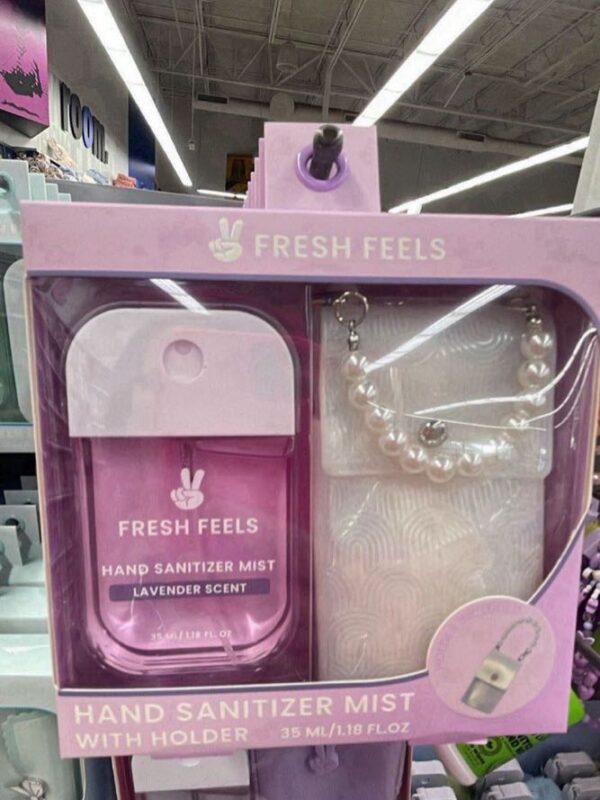 FRESH FEELS
FRESH FEELS
HAND SANITIZER MIST
LAVENDER SCENT
35 ML/1.18 FL.OZ
HAND SANITIZER MIST
WITH HOLDER 35 ML/1.18 FL.OZ